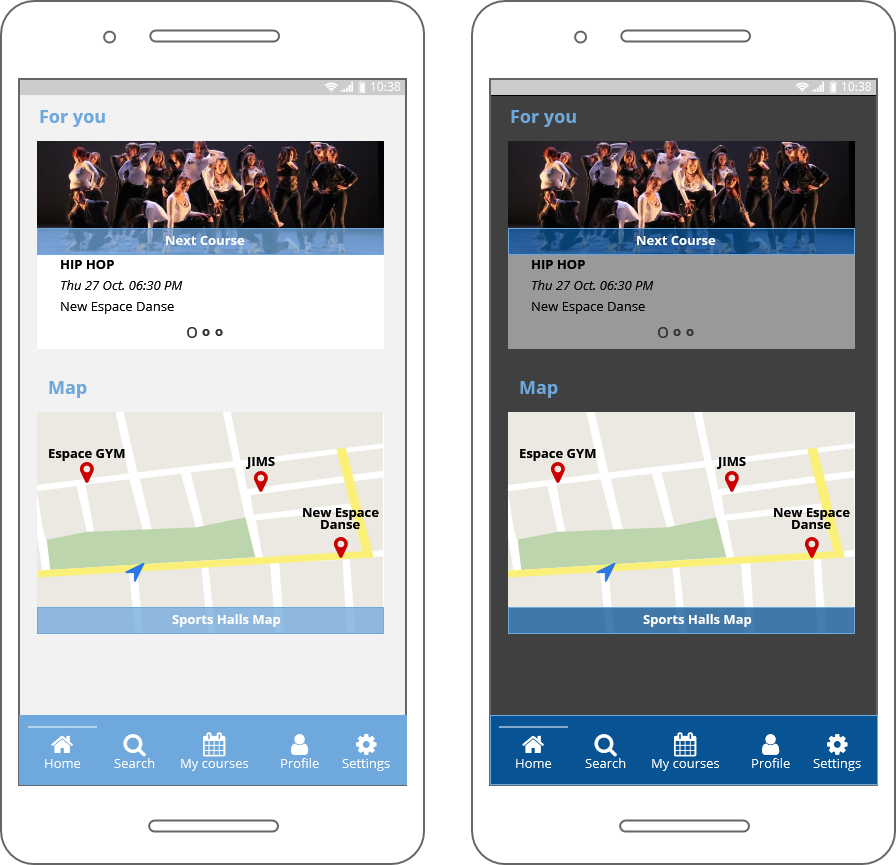 10:38
For you
Next Course
HIP HOP
Thu 27 Oct. 06:30 PM
New Espace Danse
Map
Espace GYM
JIMS
New Espace
Danse
Sports Halls Map
Home Search My courses Profile Settings
10:38
For you
Next Course
HIP HOP
Thu 27 Oct. 06:30 PM
New Espace Danse
Map
Espace GYM
JIMS
New Espace
Danse
Sports Halls Map
Home Search My courses Profile Settings